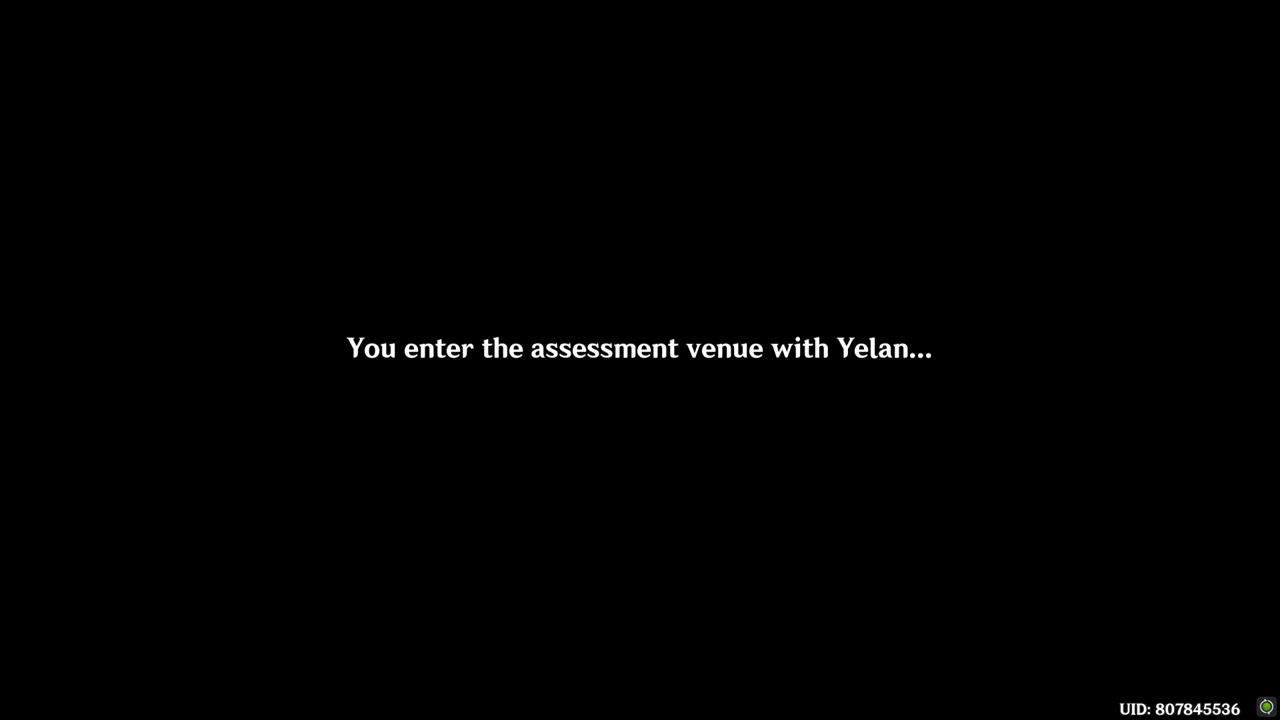 You enter the assessment venue with Yelan...
UID: 807845536